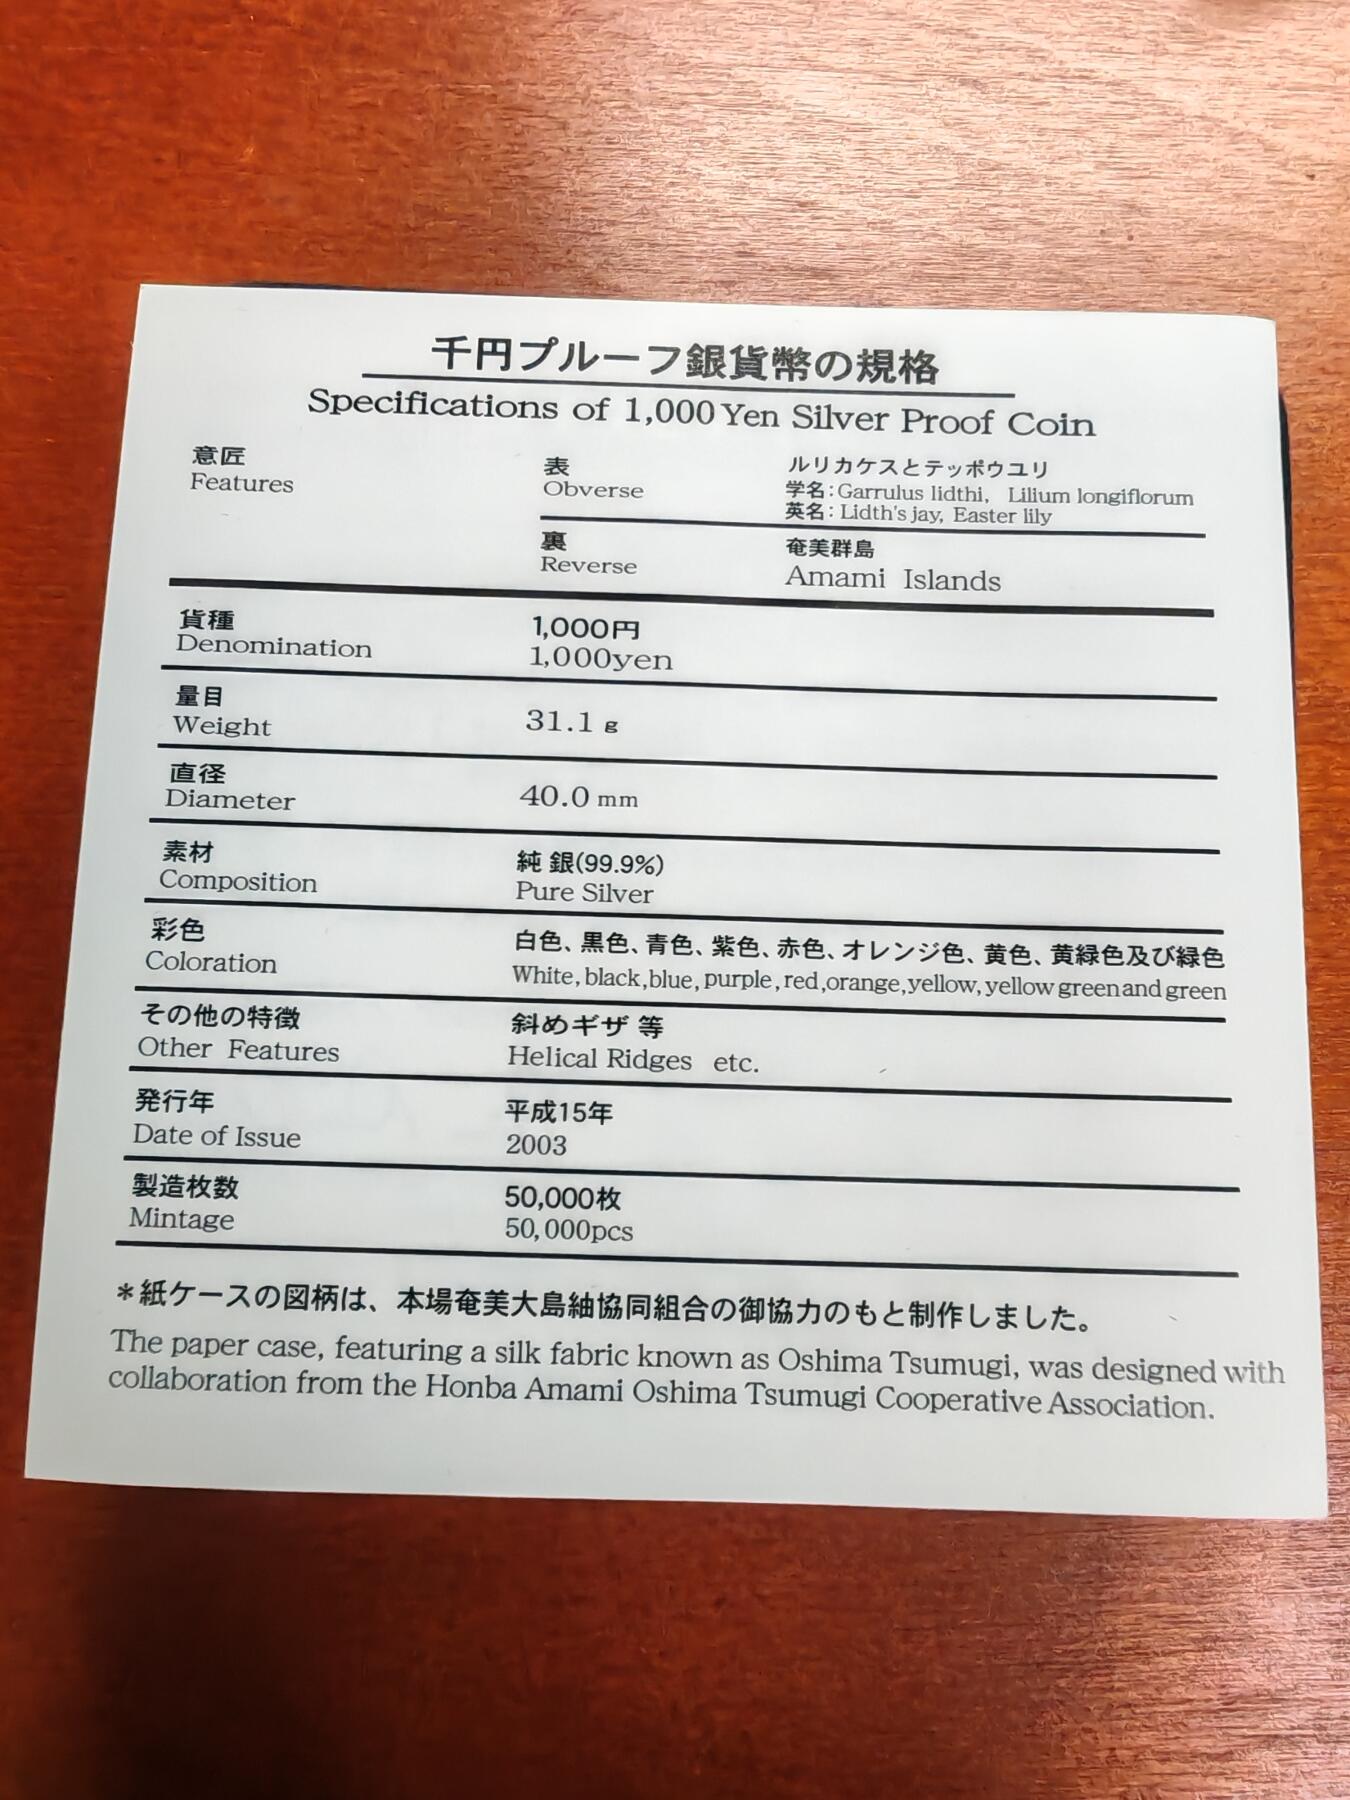 千円プルーフ銀貨幣の規格
Specifications of 1,000 Yen Silver Proof Coin
意匠
Features
表
Obverse
ルリカケスとテッポウユリ
学名:Garrulus lidthi, Lilium longiflorum
英名:Lidth's jay, Easter lily
裏
Reverse
奄美群島
Amami Islands
貨種
Denomination
1,000円
1,000yen
量目
Weight
31.1 g
直径
Diameter
40.0 mm
素材
Composition
純 銀(99.9%)
Pure Silver
彩色
Coloration
白色、黒色、青色、紫色、赤色、オレンジ色、黄色、黄緑色及び緑色
White, black,blue, purple, red,orange,yellow, yellow green and green
その他の特徴
Other Features
斜めギザ 等
Helical Ridges etc.
発行年
Date of Issue
平成15年
2003
製造枚数
Mintage
50,000枚
50,000pcs
*紙ケースの図柄は、本場奄美大島紬協同組合の御協力のもと制作しました。
The paper case, featuring a silk fabric known as Oshima Tsumugi, was designed with
collaboration from the Honba Amami Oshima Tsumugi Cooperative Association.